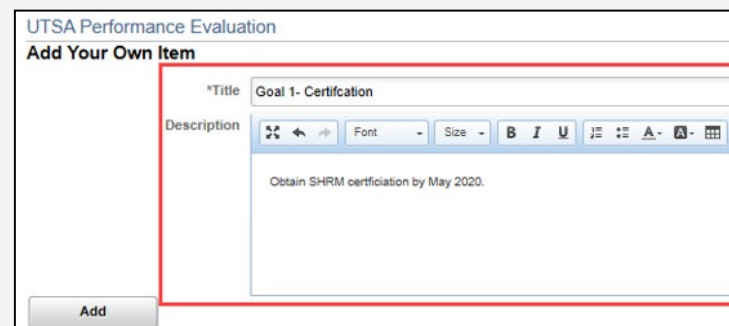 UTSA Performance Evaluation
Add Your Own Item
*Title Goal 1- Certifcation
Description Font Size B I U A A
Obtain SHRM certficiation by May 2020.
Add